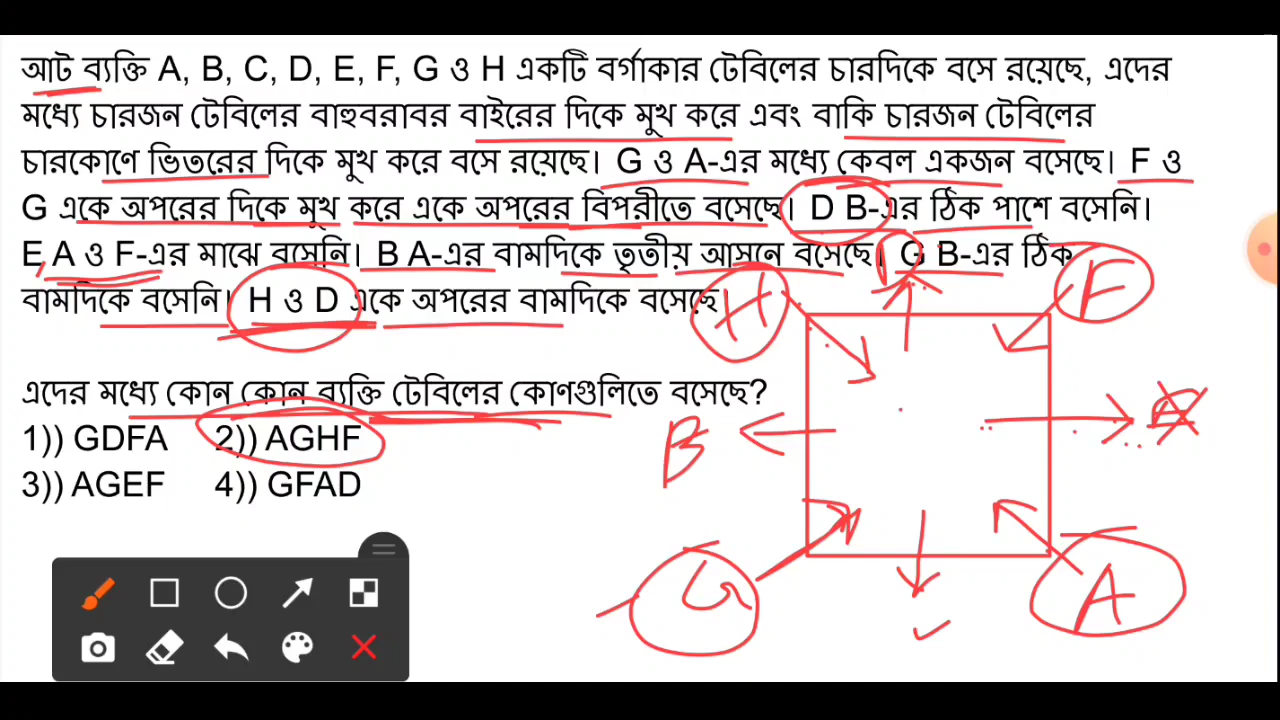 আট ব্যক্তি A, B, C, D, E, F, G ও H একটি বর্গাকার টেবিলের চারদিকে বসে রয়েছে, এদের
মধ্যে চারজন টেবিলের বাহুবরাবর বাইরের দিকে মুখ করে এবং বাকি চারজন টেবিলের
চারকোণে ভিতরের দিকে মুখ করে বসে রয়েছে। G ও A-এর মধ্যে কেবল একজন বসেছে। F ও
G একে অপরের দিকে মুখ করে একে অপরের বিপরীতে বসেছে। D B-এর ঠিক পাশে বসেনি।
E A ও F-এর মাঝে বসেনি। B A-এর বামদিকে তৃতীয় আসনে বসেছে। G B-এর ঠিক
বামদিকে বসেনি। H ও D একে অপরের বামদিকে বসেছে।
এদের মধ্যে কোন কোন ব্যক্তি টেবিলের কোণগুলিতে বসেছে?
1)) GDFA 2)) AGHF
3)) AGEF 4)) GFAD
H F
B
G A